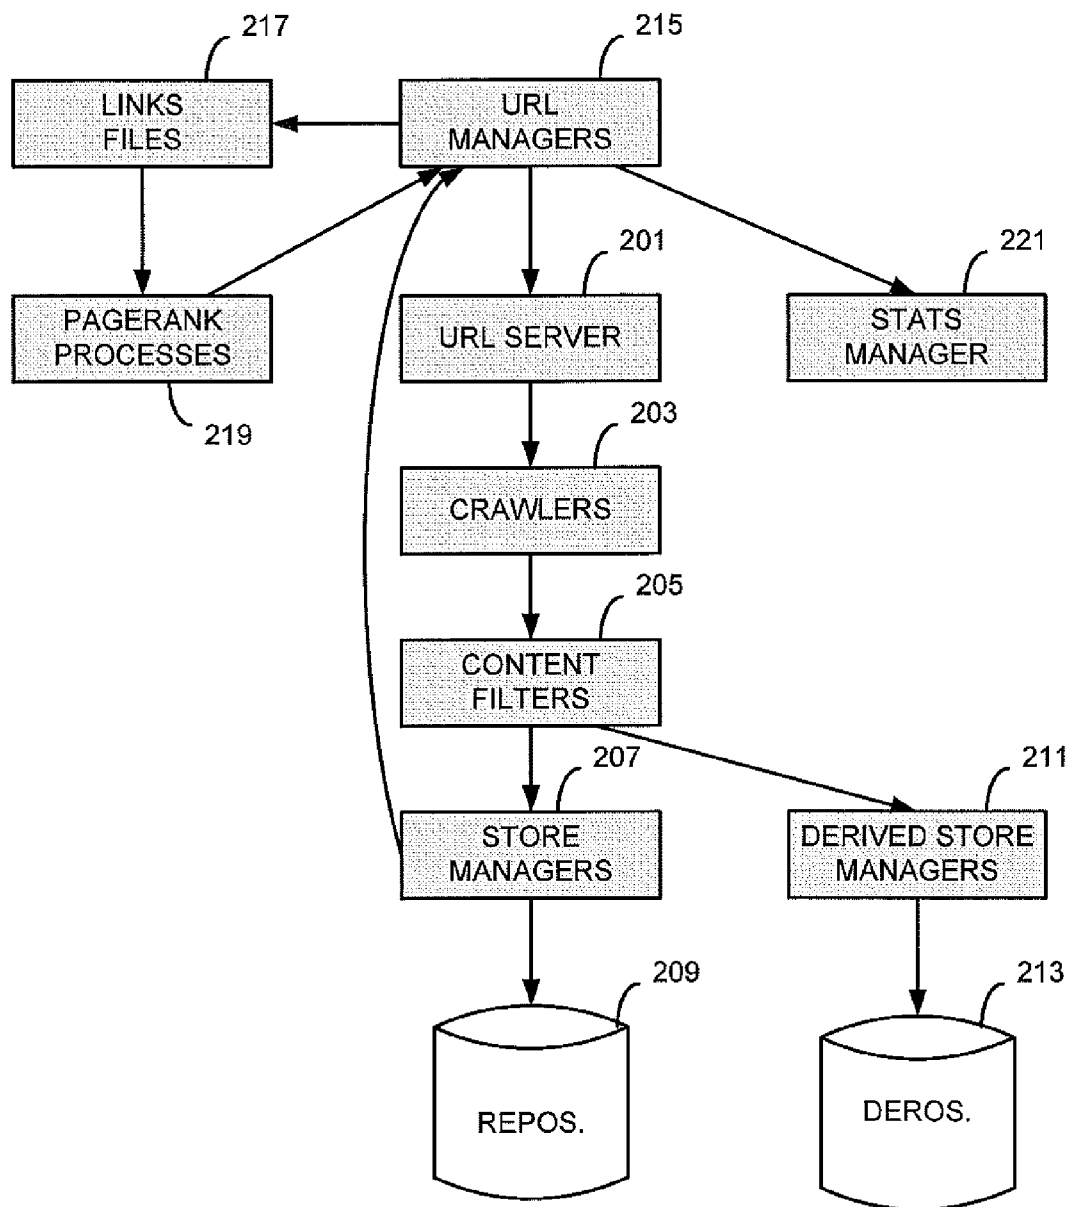 217
215
LINKS
FILES
URL
MANAGERS
201
221
PAGERANK
PROCESSES
URL SERVER
STATS
MANAGER
219
203
CRAWLERS
205
CONTENT
FILTERS
207
211
STORE
MANAGERS
DERIVED STORE
MANAGERS
209
213
REPOS.
DEROS.